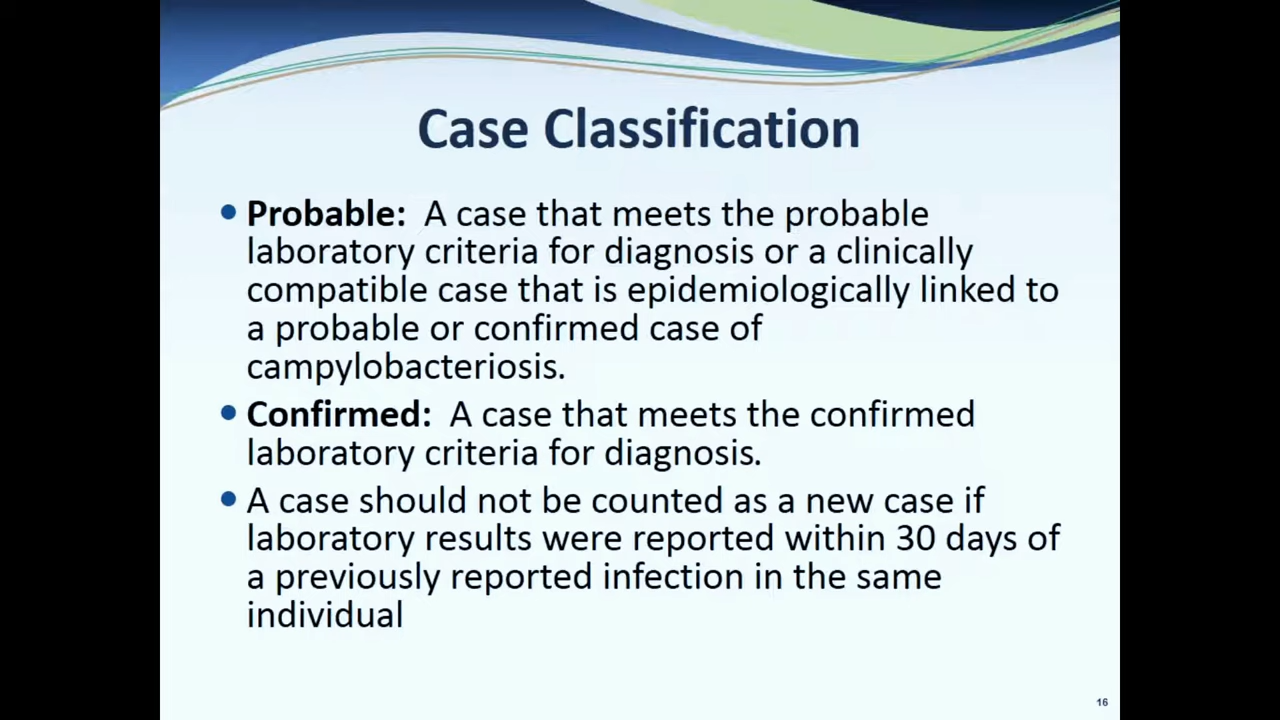 Case Classification
• Probable: A case that meets the probable
laboratory criteria for diagnosis or a clinically
compatible case that is epidemiologically linked to
a probable or confirmed case of
campylobacteriosis.
• Confirmed: A case that meets the confirmed
laboratory criteria for diagnosis.
• A case should not be counted as a new case if
laboratory results were reported within 30 days of
a previously reported infection in the same
individual
16